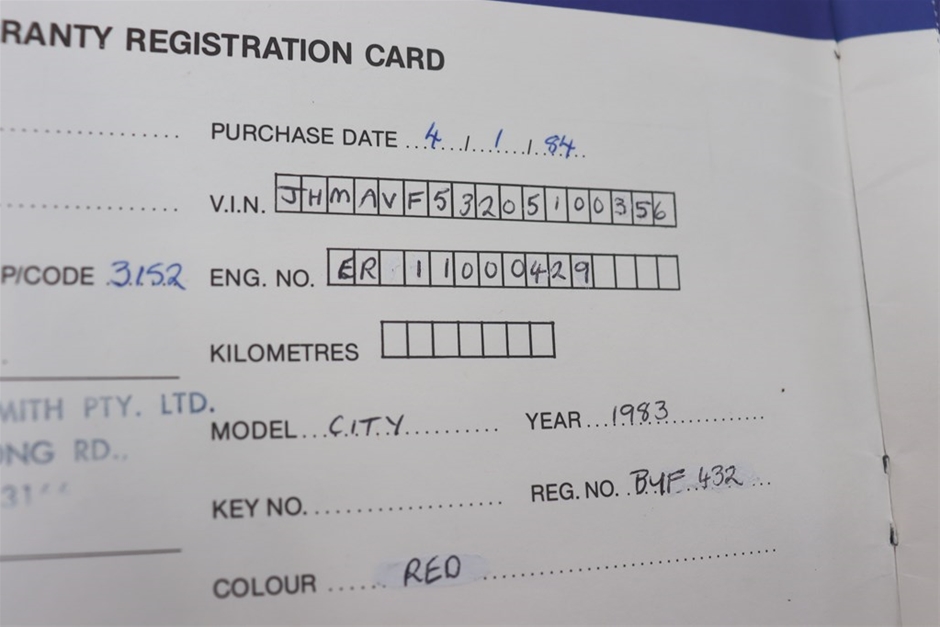 RANTY REGISTRATION CARD
PURCHASE DATE 4 / 1 / 84
V.I.N. JHMAVF53205100356
P/CODE 3152 ENG. NO. ER 11000429
KILOMETRES
MITH PTY. LTD.
MODEL CITY YEAR 1983
NG RD..
KEY NO. REG. NO. BYF 432
COLOUR RED